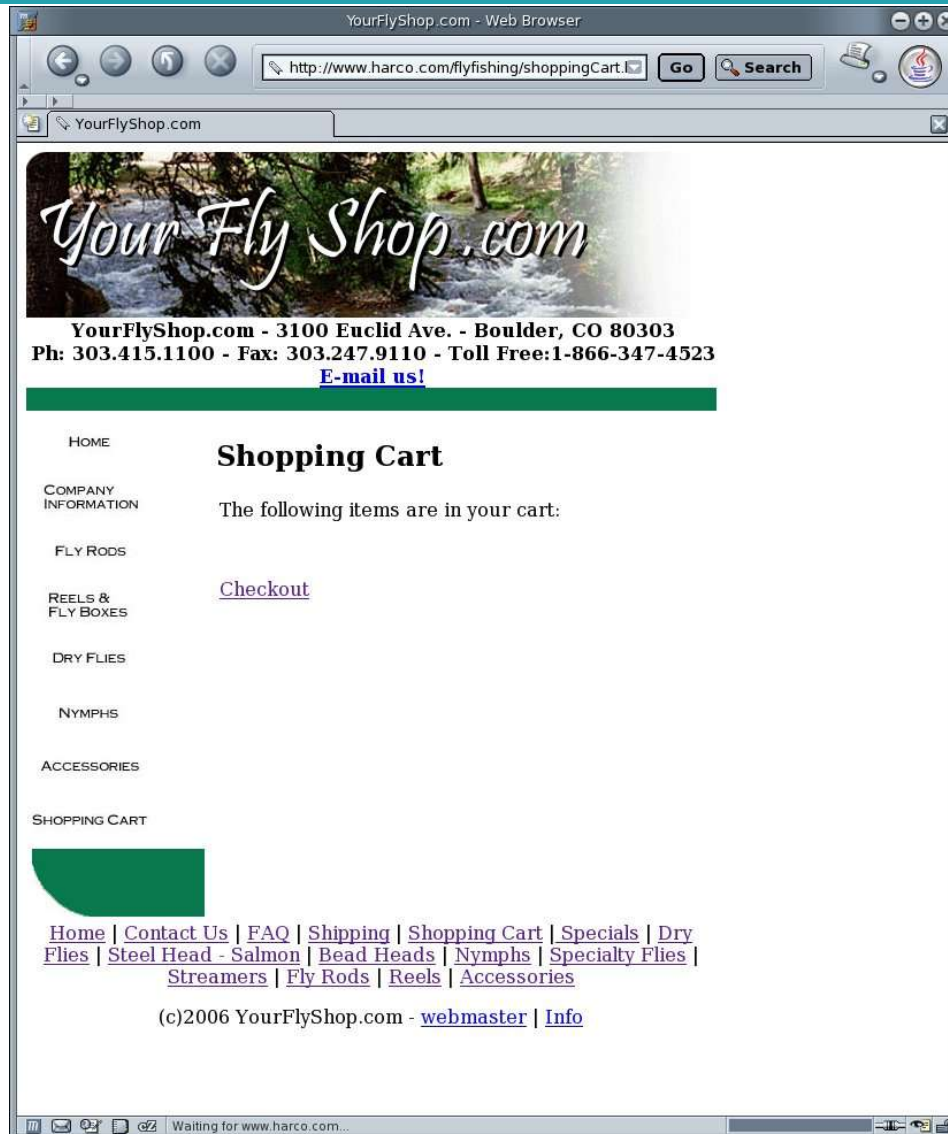 YourFlyShop.com - Web Browser
http://www.harco.com/flyfishing/shoppingCart.
Go
Search
YourFlyShop.com
Your Fly Shop.com
YourFlyShop.com - 3100 Euclid Ave. - Boulder, CO 80303
Ph: 303.415.1100 - Fax: 303.247.9110 - Toll Free:1-866-347-4523
E-mail us!
HOME
COMPANY
INFORMATION
FLY RODS
REELS &
FLY BOXES
DRY FLIES
NYMPHS
ACCESSORIES
SHOPPING CART
Shopping Cart
The following items are in your cart:
Checkout
Home | Contact Us | FAQ | Shipping | Shopping Cart | Specials | Dry
Flies | Steel Head - Salmon | Bead Heads | Nymphs | Specialty Flies |
Streamers | Fly Rods | Reels | Accessories
(c)2006 YourFlyShop.com - webmaster | Info
Waiting for www.harco.com...